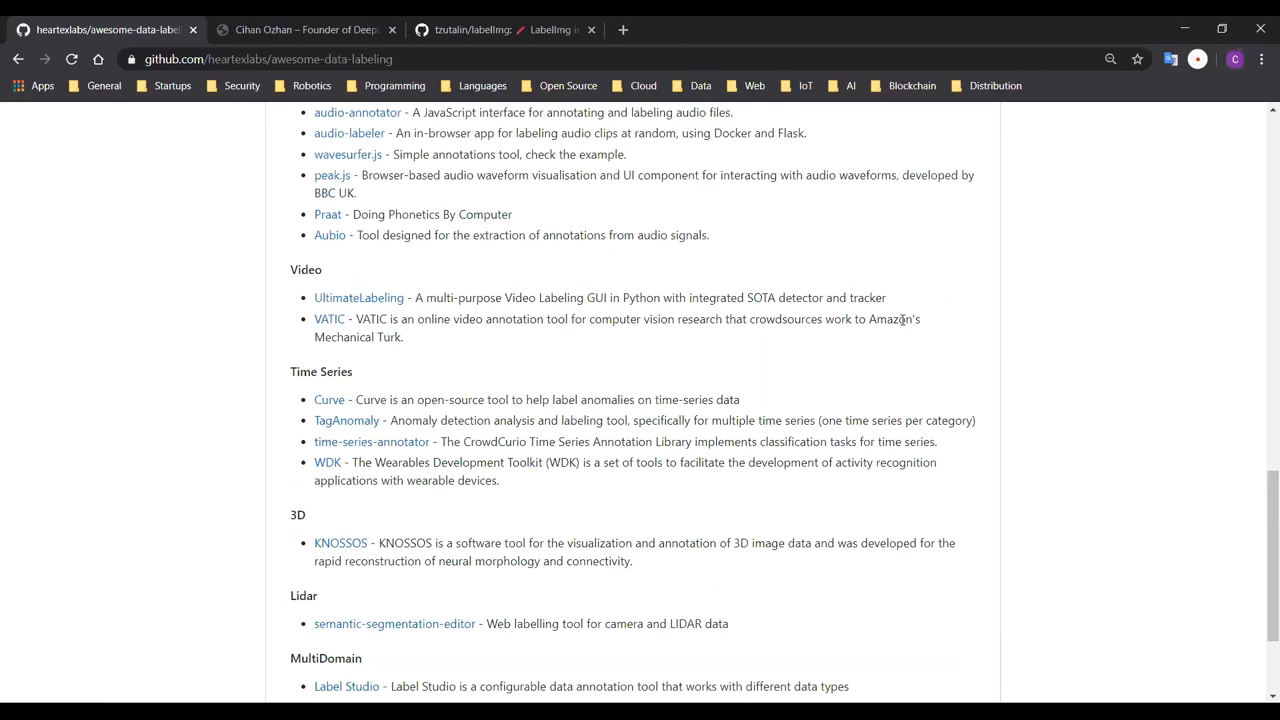 heartexlabs/awesome-data-label
Cihan Ozhan – Founder of DeepL
tzutalin/labelImg: LabelImg is
github.com/heartexlabs/awesome-data-labeling
C
Apps General Startups Security Robotics Programming Languages Open Source Cloud Data Web IoT AI Blockchain Distribution
audio-annotator - A JavaScript interface for annotating and labeling audio files.
audio-labeler - An in-browser app for labeling audio clips at random, using Docker and Flask.
wavesurfer.js - Simple annotations tool, check the example.
peak.js - Browser-based audio waveform visualisation and UI component for interacting with audio waveforms, developed by
BBC UK.
Praat - Doing Phonetics By Computer
Aubio - Tool designed for the extraction of annotations from audio signals.
Video
UltimateLabeling - A multi-purpose Video Labeling GUI in Python with integrated SOTA detector and tracker
VATIC - VATIC is an online video annotation tool for computer vision research that crowdsources work to Amazon's
Mechanical Turk.
Time Series
Curve - Curve is an open-source tool to help label anomalies on time-series data
TagAnomaly - Anomaly detection analysis and labeling tool, specifically for multiple time series (one time series per category)
time-series-annotator - The CrowdCurio Time Series Annotation Library implements classification tasks for time series.
WDK - The Wearables Development Toolkit (WDK) is a set of tools to facilitate the development of activity recognition
applications with wearable devices.
3D
KNOSSOS - KNOSSOS is a software tool for the visualization and annotation of 3D image data and was developed for the
rapid reconstruction of neural morphology and connectivity.
Lidar
semantic-segmentation-editor - Web labelling tool for camera and LIDAR data
MultiDomain
Label Studio - Label Studio is a configurable data annotation tool that works with different data types